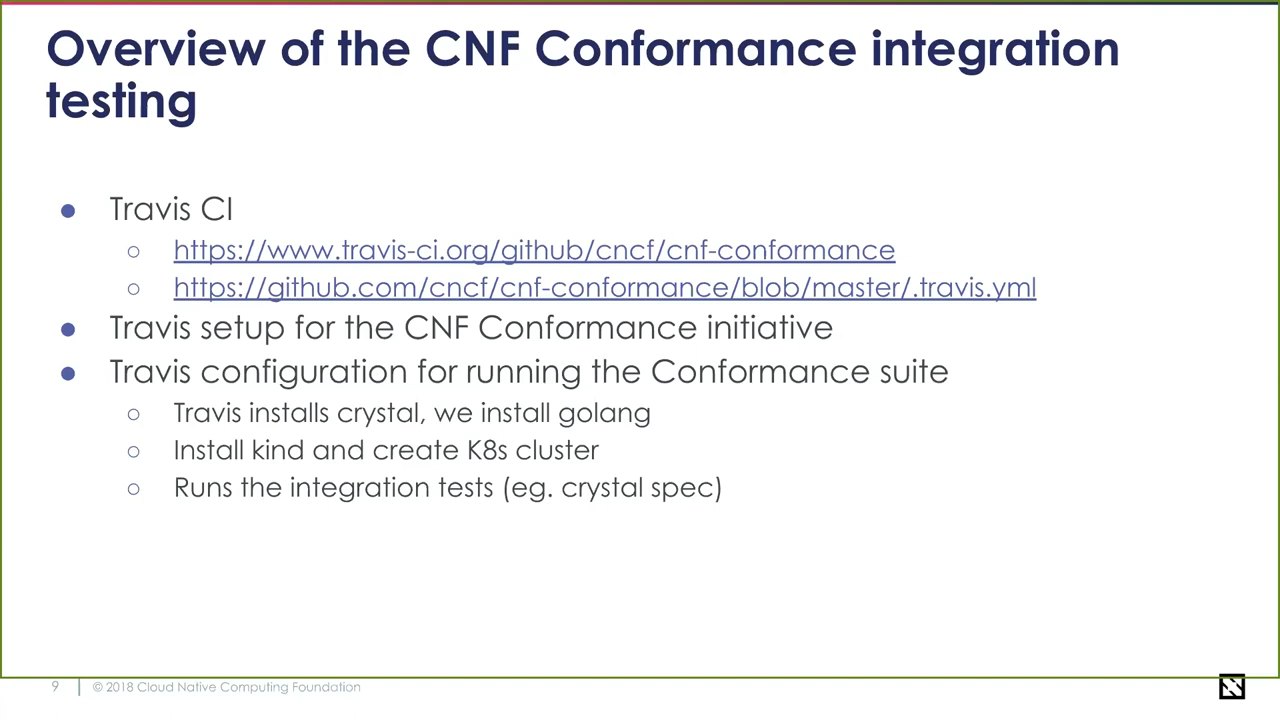 Overview of the CNF Conformance integration
testing
● Travis CI
○ https://www.travis-ci.org/github/cncf/cnf-conformance
○ https://github.com/cncf/cnf-conformance/blob/master/.travis.yml
● Travis setup for the CNF Conformance initiative
● Travis configuration for running the Conformance suite
○ Travis installs crystal, we install golang
○ Install kind and create K8s cluster
○ Runs the integration tests (eg. crystal spec)
9 © 2018 Cloud Native Computing Foundation